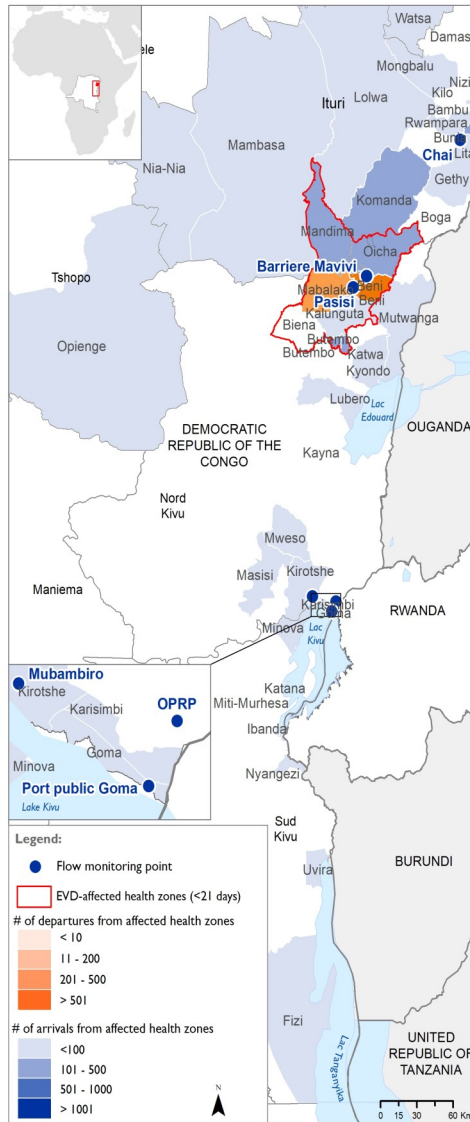 Watsa
Damas
ele
Mongbalu
Nizi
Ituri
Kilo
Lolwa
Bambu
Rwampara
Mambasa
Chai
Lita
Nia-Nia
Gethy
Komanda
Boga
Mandima
Oicha
Tshopo
Barriere Mavivi
Mabalako
Beni
Pasisi
Beni
Kalunguta
Mutwanga
Biena
Butembo
Butembo
Katwa
Opienge
Kyondo
Lac
Edouard
Lubero
OUGANDA
DEMOCRATIC
REPUBLIC OF THE
CONGO
Kayna
Nord
Kivu
Mweso
Masisi
Kirotshe
Maniema
RWANDA
Karisimbi
Goma
Minova
Lac
Kivu
Mubambiro
Kirotshe
Karisimbi
OPRP
Katana
Miti-Murhesa
Goma
Ibanda
Minova
Port public Goma
Lake Kivu
Nyangezi
Sud
Kivu
Legend:
Flow monitoring point
EVD-affected health zones (<21 days)
# of departures from affected health zones
< 10
11 - 200
201 - 500
> 501
# of arrivals from affected health zones
<100
101 - 500
501 - 1000
> 1001
N
BURUNDI
Uvira
Fizi
Lac Tanganyika
UNITED
REPUBLIC OF
TANZANIA
0 15 30 60 Km